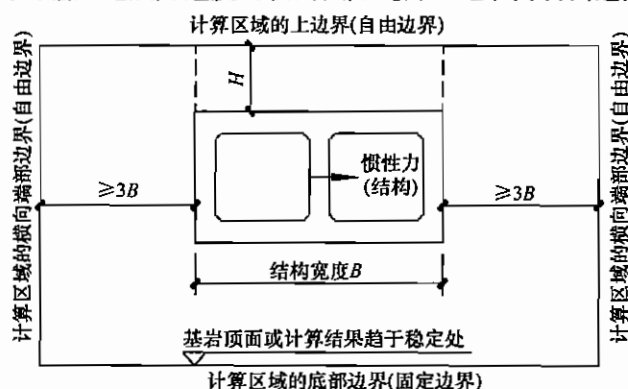 计算区域的上边界(自由边界)
计算区域的横向端部边界(自由边界)
H
惯性力
(结构)
≥3B
≥3B
结构宽度B
计算区域的横向端部边界(自由边界)
基岩顶面或计算结果趋于稳定处
计算区域的底部边界(固定边界)